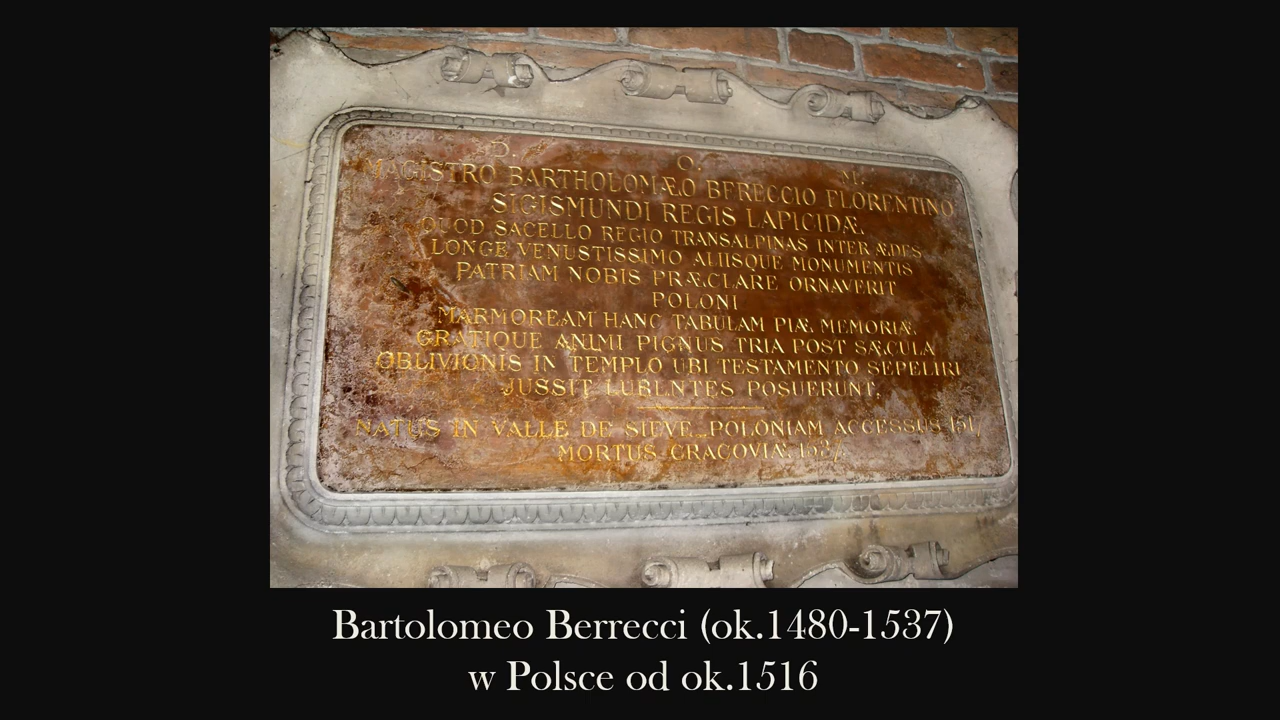 D. O. M.
MAGISTRO BARTHOLOMÆO BERECCIO FLORENTINO
SIGISMUNDI REGIS LAPICIDÆ.
QUOD SACELLO REGIO TRANSALPINAS INTER ÆDES
LONGE VENUSTISSIMO ALIISQUE MONUMENTIS
PATRIAM NOBIS PRÆCLARE ORNAVERIT
POLONI
MARMOREAM HANC TABULAM PIÆ MEMORIÆ
GRATIQUE ANIMI PIGNUS TRIA POST SÆCULA
OBLIVIONIS IN TEMPLO UBI TESTAMENTO SEPELIRI
JUSSIT LUBENTES POSUERUNT.
NATUS IN VALLE DE SIEVE POLONIAM ACCESSUS
MORTUS CRACOVIÆ 1537
Bartolomeo Berrecci (ok.1480-1537)
w Polsce od ok.1516